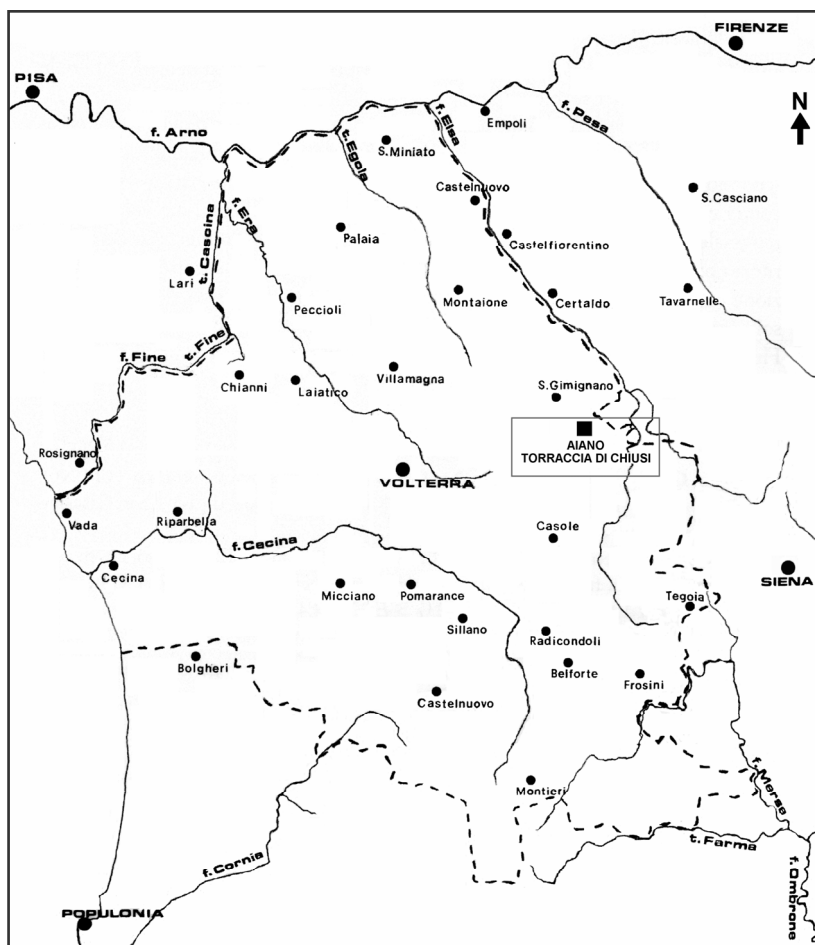 FIRENZE
PISA
N
f. Elsa
f. Pesa
Empoli
f. Arno
t. Egola
S. Miniato
Castelnuovo
S. Casciano
f. Era
t. Cascina
Palaia
Castelfiorentino
Lari
Peccioli
Montaione
Certaldo
Tavarnelle
t. Fine
f. Fine
Chianni
Laiatico
Villamagna
S. Gimignano
AIANO
TORRACCIA DI CHIUSI
Rosignano
VOLTERRA
Vada
Riparbella
Casole
f. Cecina
Cecina
SIENA
Micciano
Pomarance
Tegoia
Sillano
Radicondoli
Bolgheri
Belforte
Frosini
Castelnuovo
Montieri
f. Merse
t. Farma
f. Cornia
f. Ombrone
POPULONIA